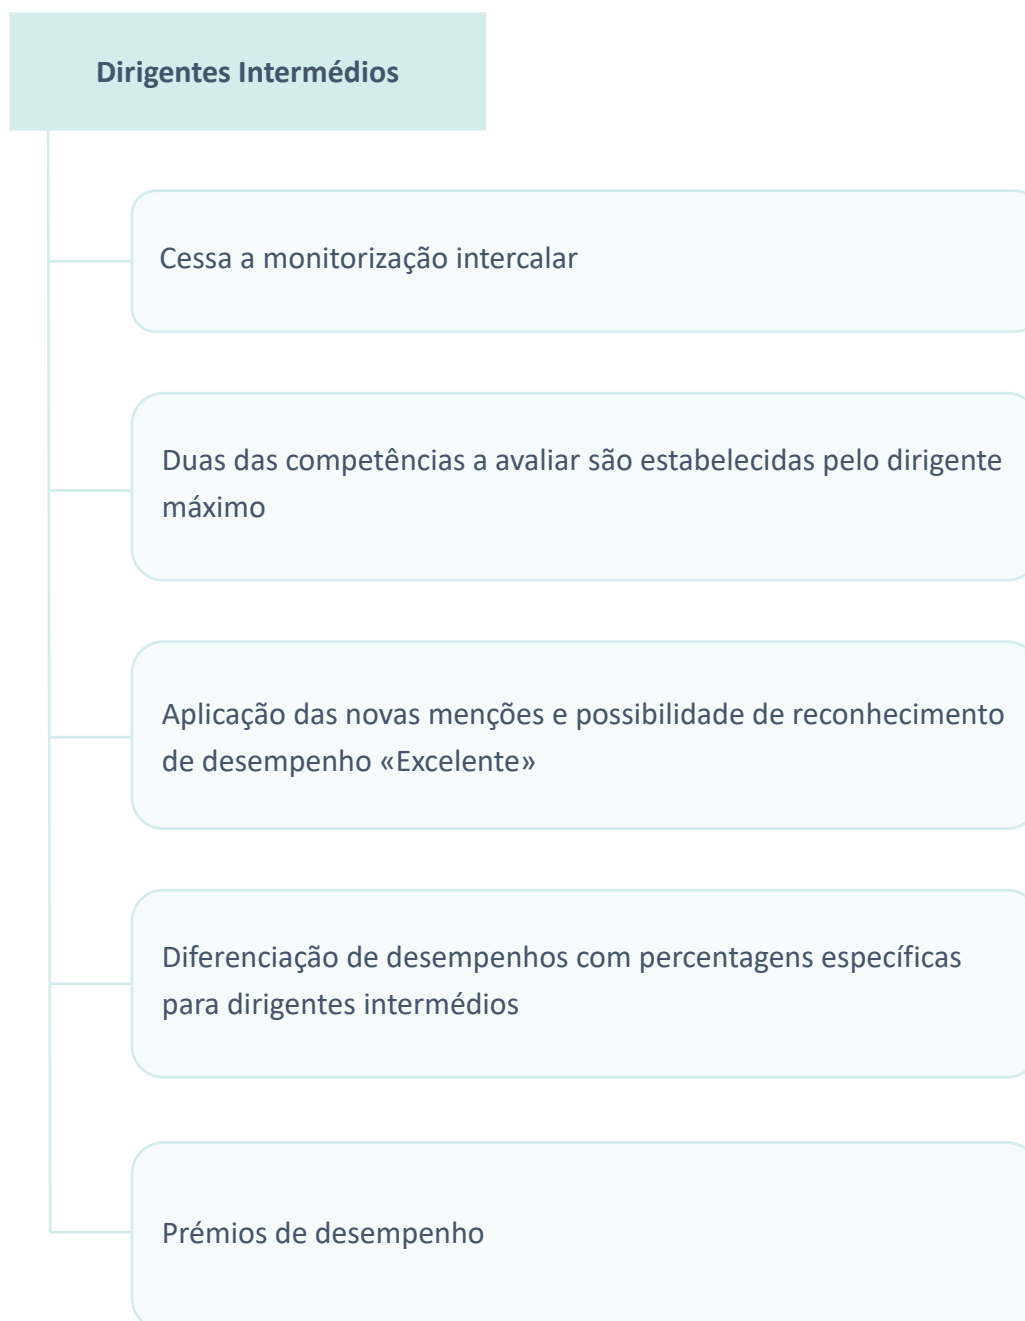 Dirigentes Intermédios
Cessa a monitorização intercalar
Duas das competências a avaliar são estabelecidas pelo dirigente
máximo
Aplicação das novas menções e possibilidade de reconhecimento
de desempenho «Excelente»
Diferenciação de desempenhos com percentagens específicas
para dirigentes intermédios
Prémios de desempenho